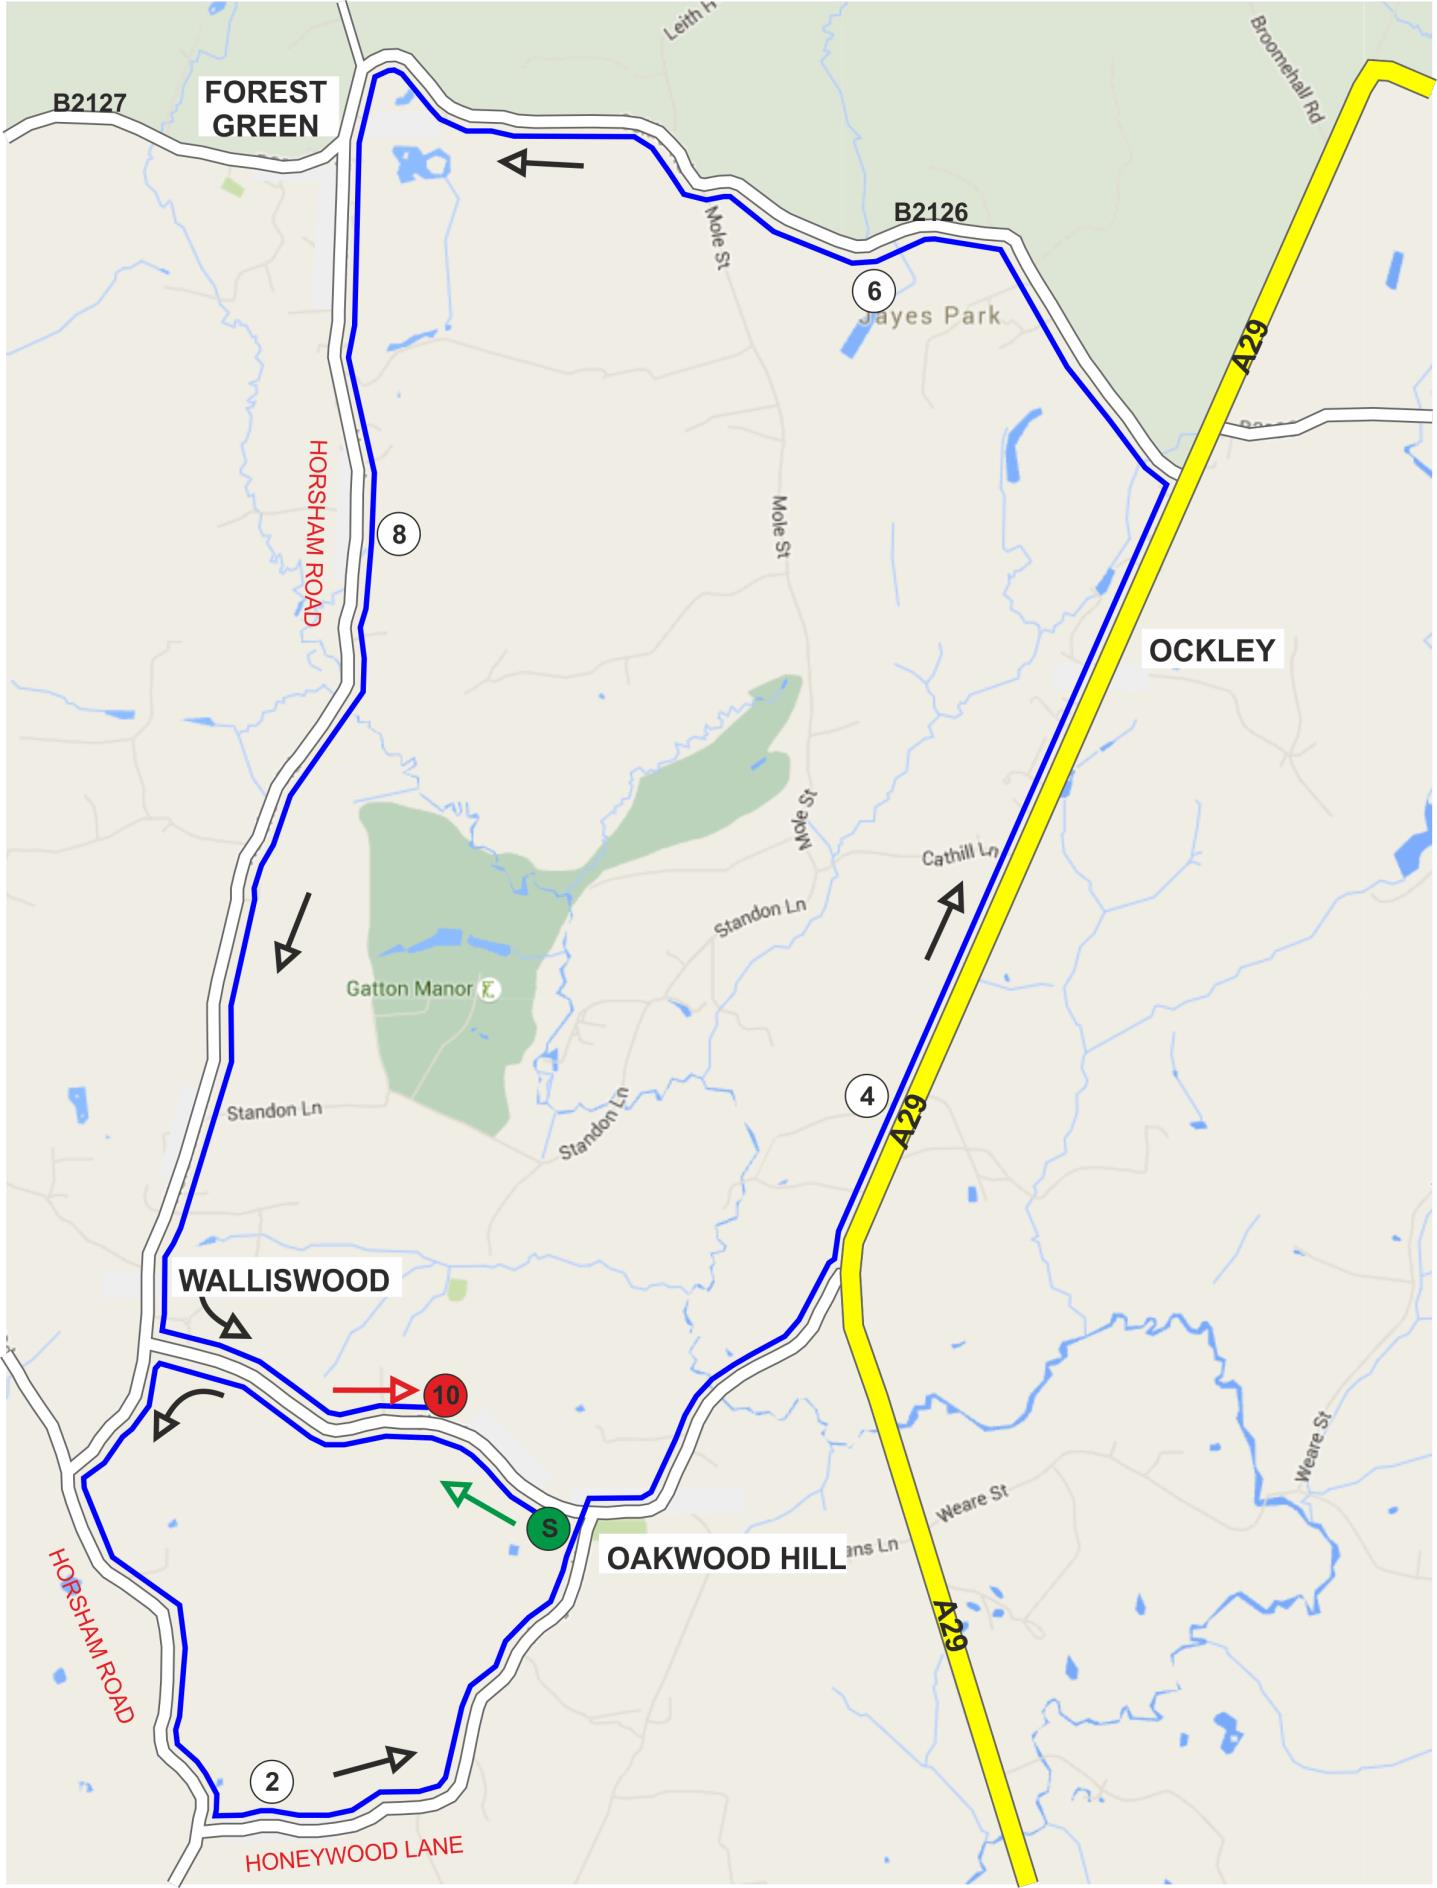 Leith H
Broomehall Rd
B2127
FOREST
GREEN
B2126
Mole St
6
Jayes Park
A29
HORSHAM ROAD
8
Mole St
OCKLEY
Mole St
Cathill Ln
Standon Ln
Gatton Manor
4
A29
Standon Ln
Standon Ln
WALLISWOOD
10
Weare St
Weare St
S
OAKWOOD HILL
ans Ln
HORSHAM ROAD
A29
2
HONEYWOOD LANE